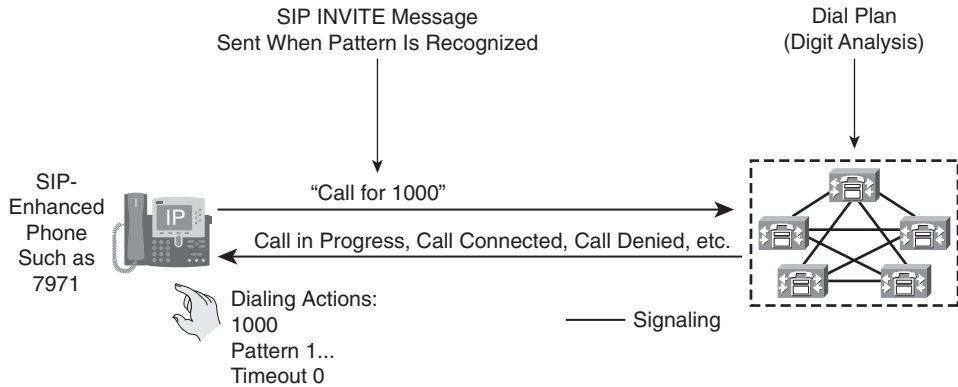 SIP INVITE Message
Sent When Pattern Is Recognized
Dial Plan
(Digit Analysis)
SIP-
Enhanced
Phone
Such as
7971
IP
“Call for 1000”
Call in Progress, Call Connected, Call Denied, etc.
Dialing Actions:
1000
Pattern 1...
Timeout 0
Signaling